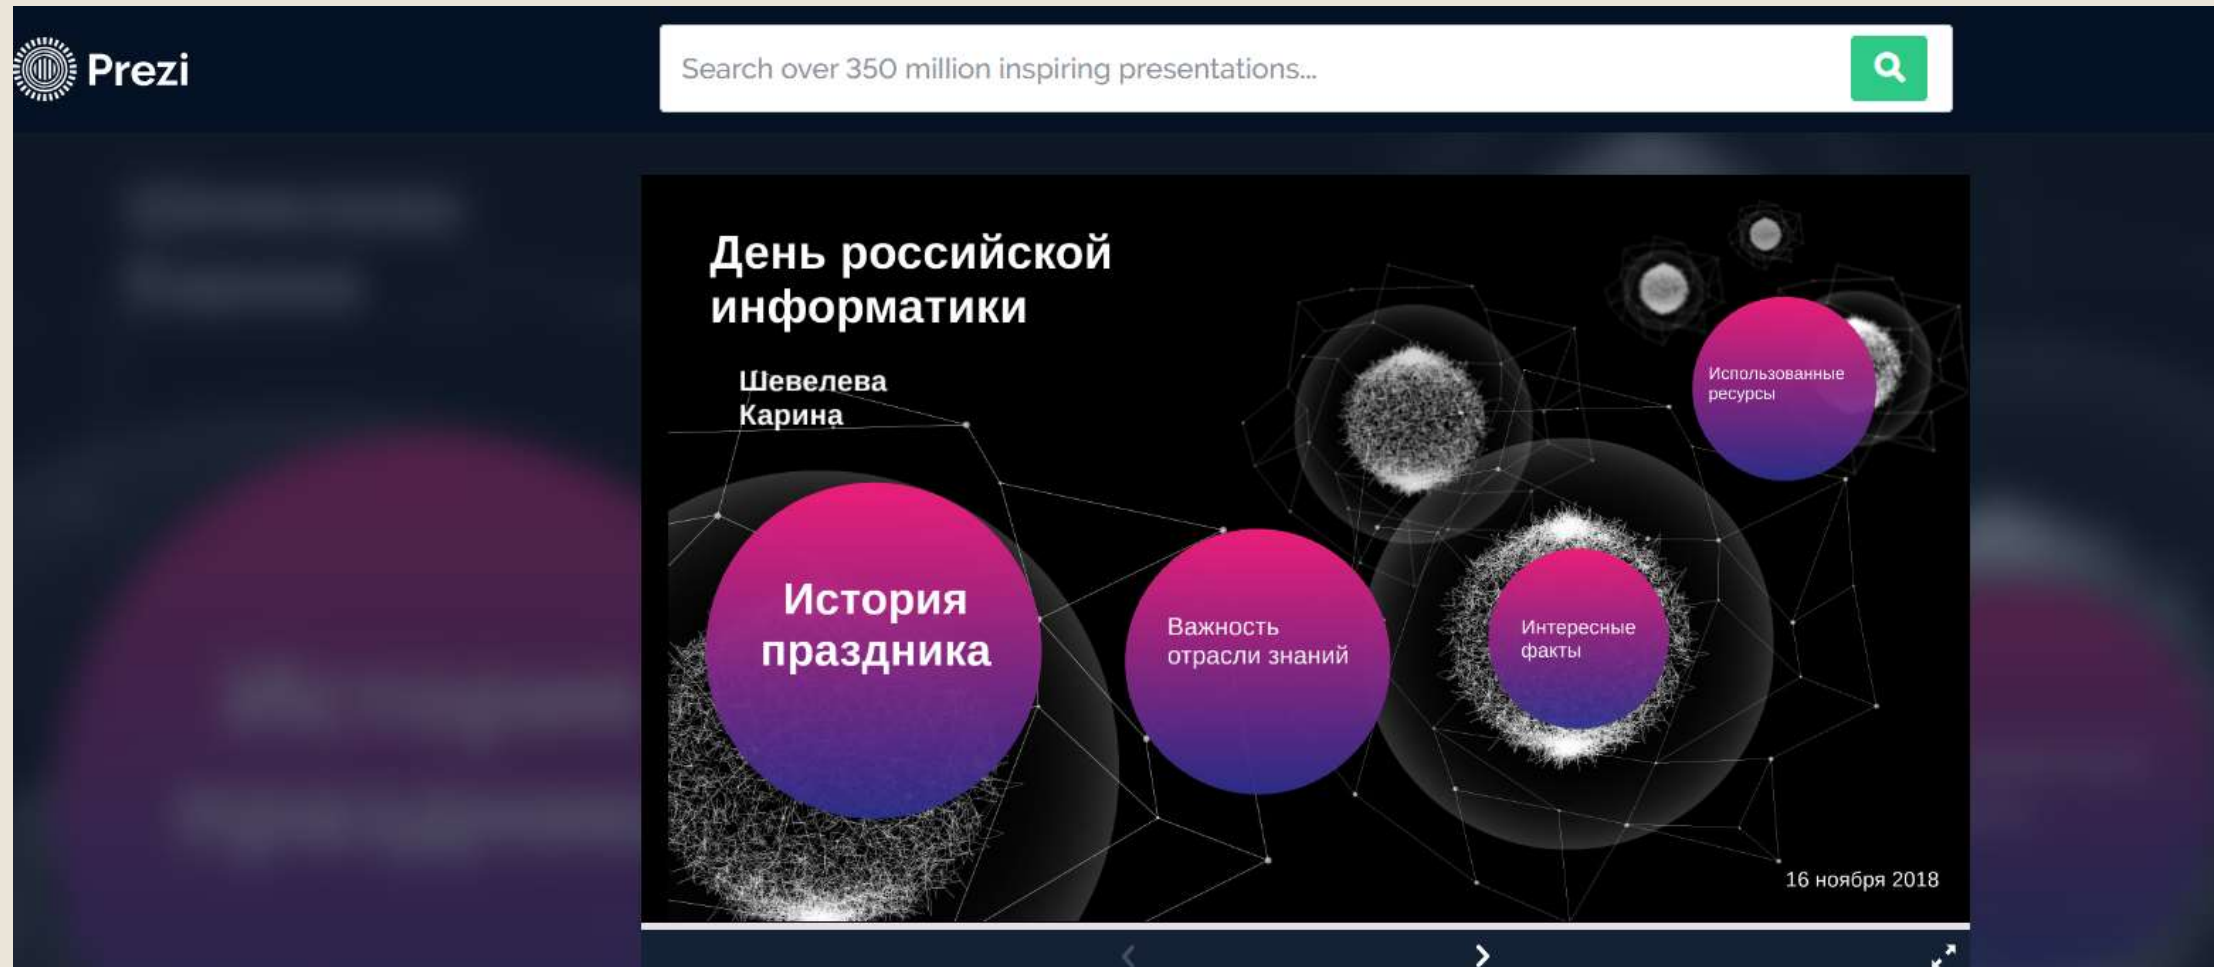 Prezi
Search over 350 million inspiring presentations...
День российской
информатики
Шевелева
Карина
История
праздника
Важность
отрасли знаний
Интересные
факты
Использованные
ресурсы
16 ноября 2018